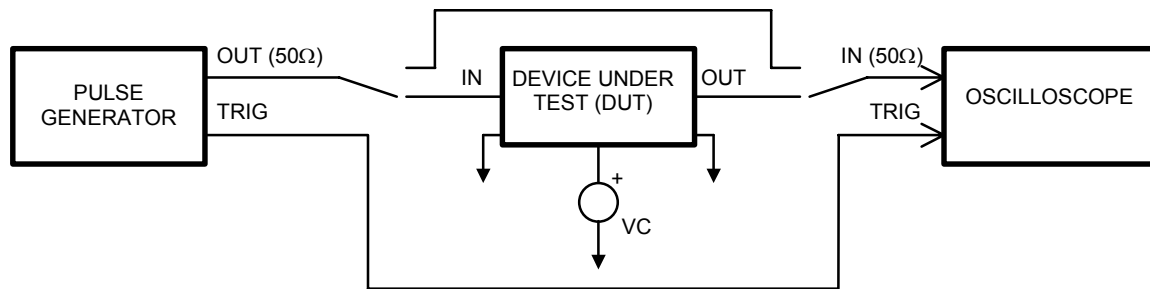 PULSE
GENERATOR
OUT (50Ω)
TRIG
IN
DEVICE UNDER
TEST (DUT)
OUT
+
VC
IN (50Ω)
TRIG
OSCILLOSCOPE